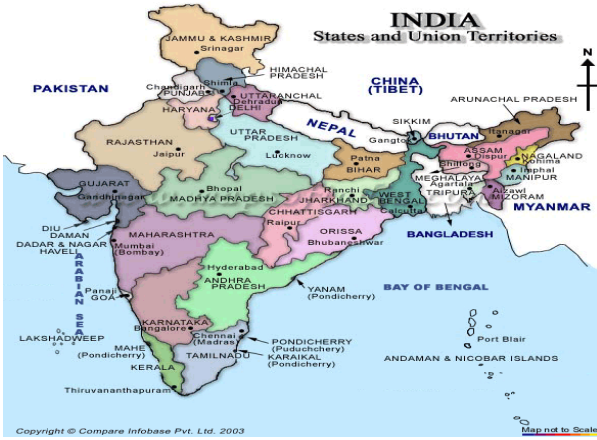 INDIA
States and Union Territories
JAMMU & KASHMIR
Srinagar
HIMACHAL
PRADESH
Shimla
Chandigarh
PUNJAB
PAKISTAN
CHINA
(TIBET)
N
UTTARANCHAL
Dehradun
HARYANA
DELHI
ARUNACHAL PRADESH
Itanagar
SIKKIM
Gangtok
BHUTAN
NEPAL
RAJASTHAN
Jaipur
UTTAR
PRADESH
Lucknow
Patna
BIHAR
ASSAM
Dispur
NAGALAND
Kohima
Shillong
MEGHALAYA
Imphal
MANIPUR
Agartala
TRIPURA
Aizawl
MIZORAM
MYANMAR
GUJARAT
Gandhinagar
Bhopal
MADHYA PRADESH
Ranchi
JHARKHAND
WEST
BENGAL
Calcutta
BANGLADESH
CHHATTISGARH
Raipur
ORISSA
Bhubaneshwar
DIU
DAMAN
DADAR & NAGAR
HAVELI
MAHARASHTRA
Mumbai
(Bombay)
ARABIAN SEA
Hyderabad
ANDHRA
PRADESH
YANAM
(Pondicherry)
BAY OF BENGAL
Panaji
GOA
KARNATAKA
Bangalore
Chennai
(Madras)
PONDICHERRY
(Puduchery)
KARAIKAL
(Pondicherry)
LAKSHADWEEP
MAHE
(Pondicherry)
TAMILNADU
KERALA
Thiruvananthapuram
Port Blair
ANDAMAN & NICOBAR ISLANDS
Copyright © Compare Infobase Pvt. Ltd. 2003
Map not to Scale